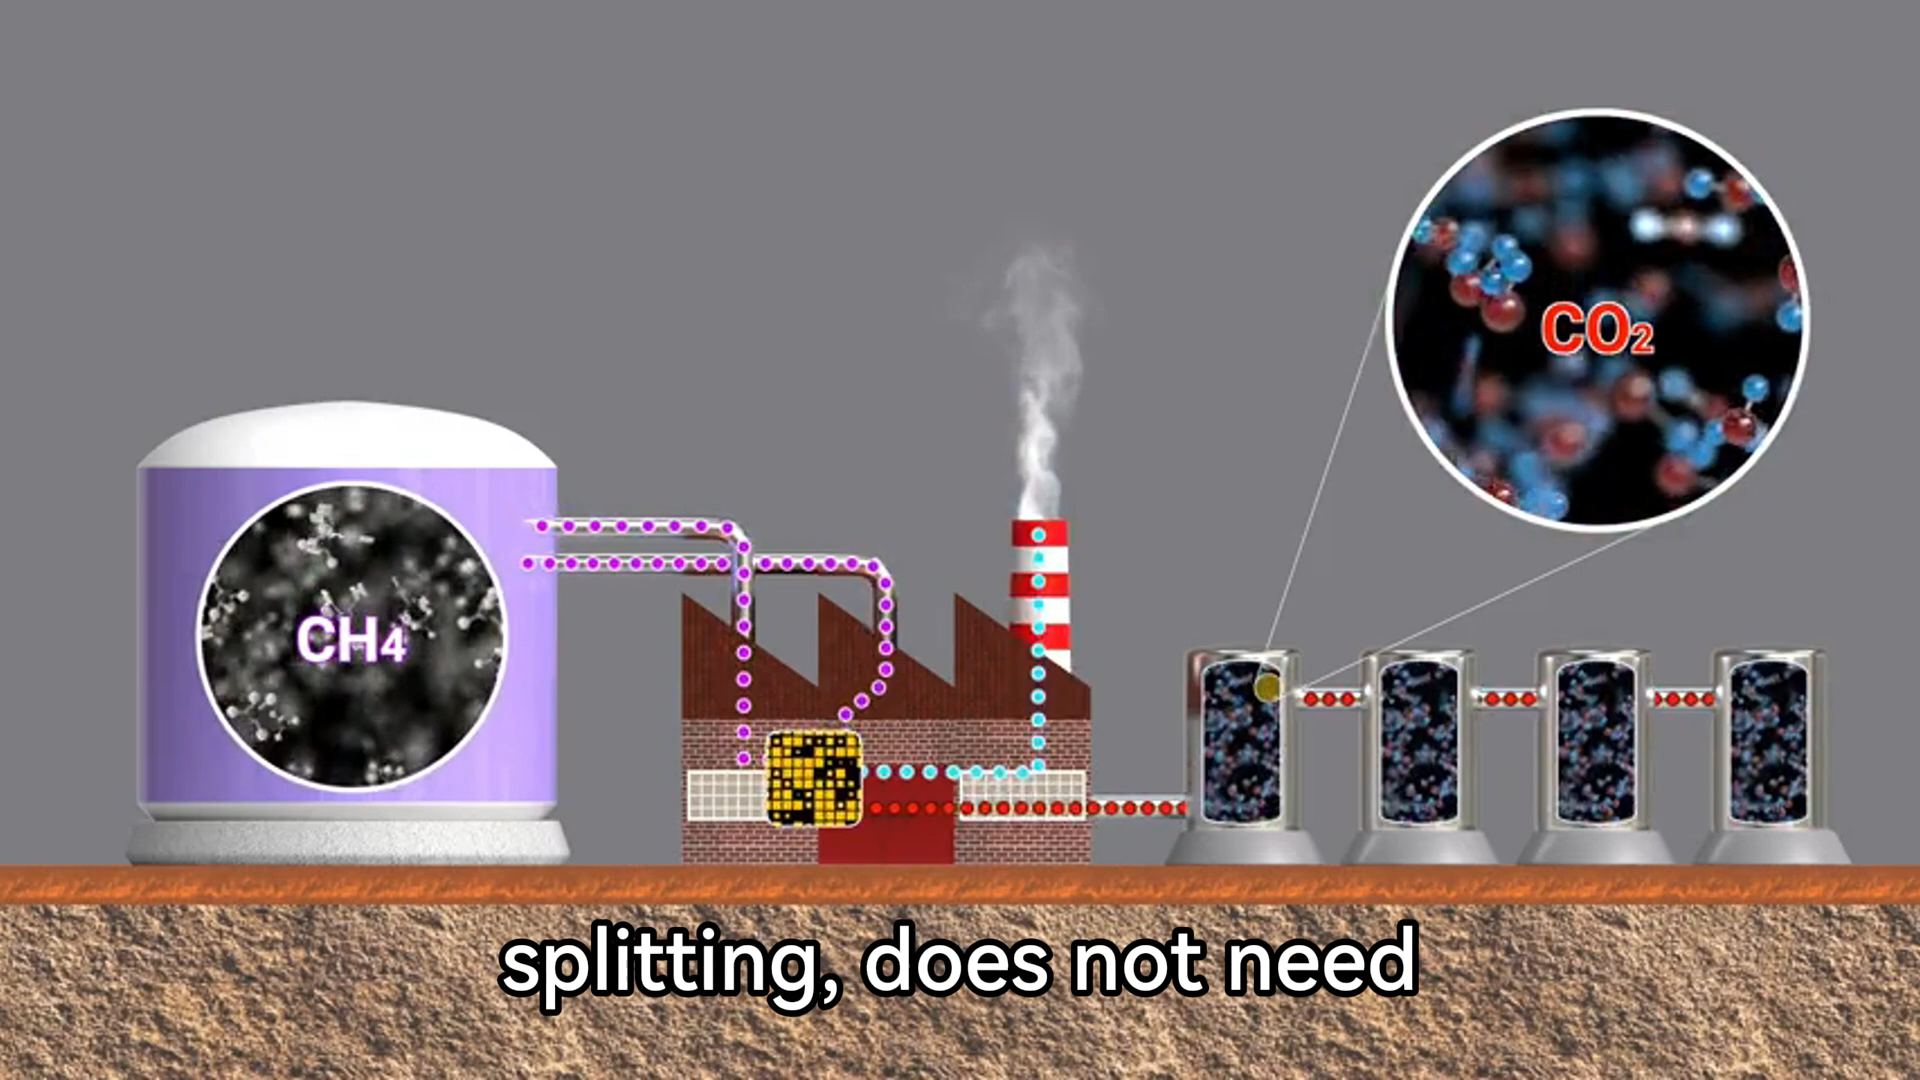 CO₂
CH₄
splitting, does not need